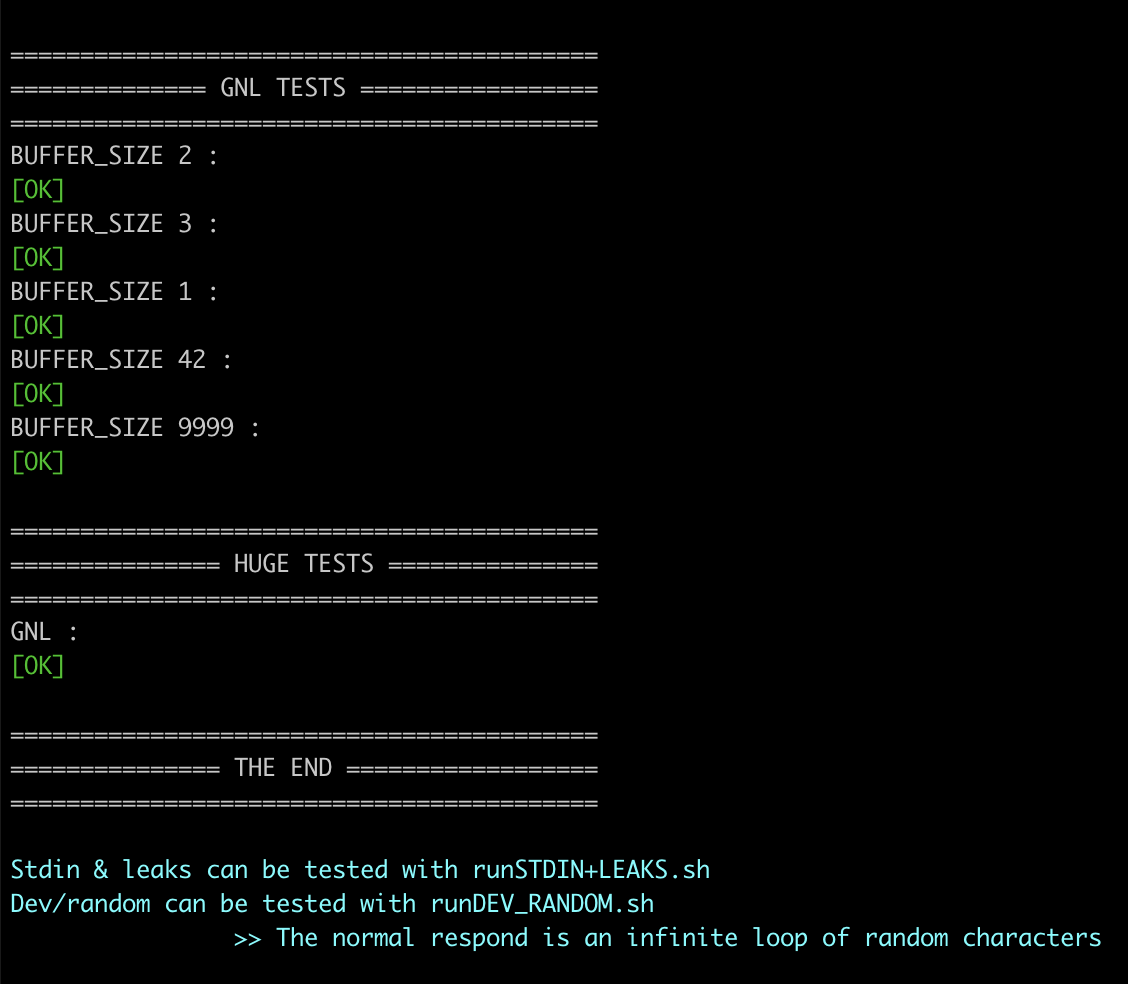 ==========================================
============== GNL TESTS =================
==========================================
BUFFER_SIZE 2 :
[OK]
BUFFER_SIZE 3 :
[OK]
BUFFER_SIZE 1 :
[OK]
BUFFER_SIZE 42 :
[OK]
BUFFER_SIZE 9999 :
[OK]
==========================================
=============== HUGE TESTS ===============
==========================================
GNL :
[OK]
==========================================
=============== THE END ==================
==========================================
Stdin & leaks can be tested with runSTDIN+LEAKS.sh
Dev/random can be tested with runDEV_RANDOM.sh
>> The normal respond is an infinite loop of random characters